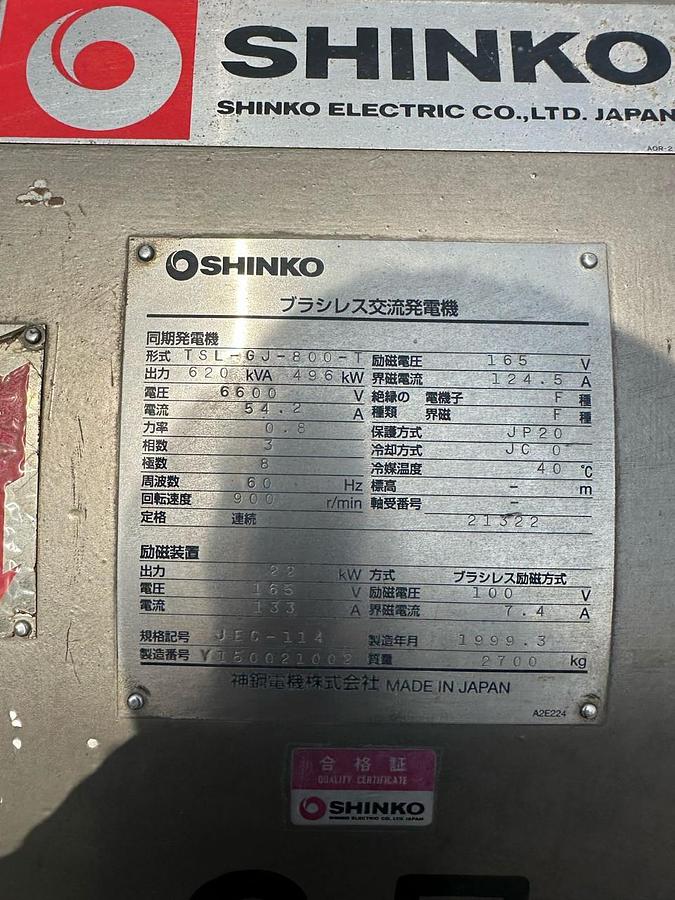 SHINKO
SHINKO ELECTRIC CO.,LTD. JAPAN
AOR-2
SHINKO
ブラシレス交流発電機
同期発電機
形式 TSL-GJ-800-T 励磁電圧 165 V
出力 620 kVA 496 kW 界磁電流 124.5 A
電圧 6600 V 絶縁の 電機子 F 種
電流 54.2 A 種類 界磁 F 種
力率 0.8 保護方式 JP20
相数 3 冷却方式 JC 0
極数 8 冷媒温度 40 ℃
周波数 60 Hz 標高 - m
回転速度 900 r/min 軸受番号 -
定格 連続 21322
励磁装置
出力 22 kW 方式 ブラシレス励磁方式
電圧 165 V 励磁電圧 100 V
電流 133 A 界磁電流 7.4 A
規格記号 JEC-114 製造年月 1999.3
製造番号 Y150021002 質量 2700 kg
神鋼電機株式会社 MADE IN JAPAN
A2E224
合格証
QUALITY CERTIFICATE
SHINKO
SHINKO ELECTRIC CO., LTD. JAPAN